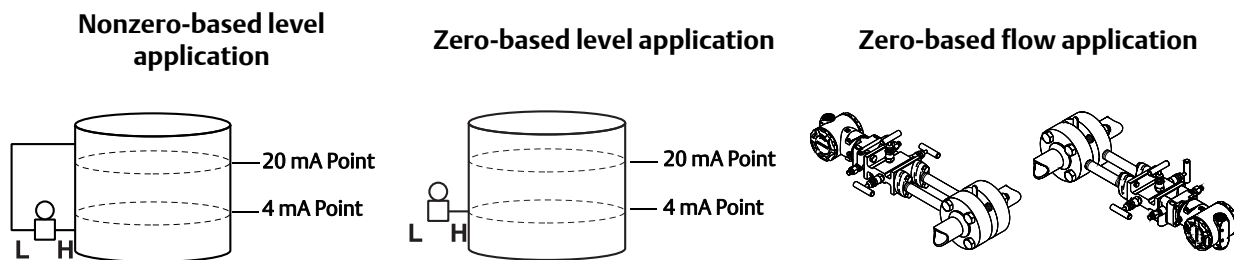 Nonzero-based level
application
Zero-based level application
Zero-based flow application
20 mA Point
4 mA Point
L H
20 mA Point
4 mA Point
L H